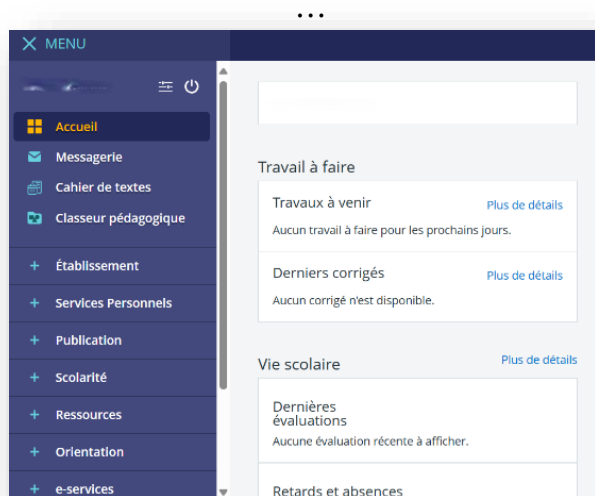 ...
MENU
Accueil
Messagerie
Cahier de textes
Classeur pédagogique
+ Établissement
+ Services Personnels
+ Publication
+ Scolarité
+ Ressources
+ Orientation
+ e-services
Travail à faire
Travaux à venir Plus de détails
Aucun travail à faire pour les prochains jours.
Derniers corrigés Plus de détails
Aucun corrigé n'est disponible.
Vie scolaire Plus de détails
Dernières
évaluations
Aucune évaluation récente à afficher.
Retards et absences